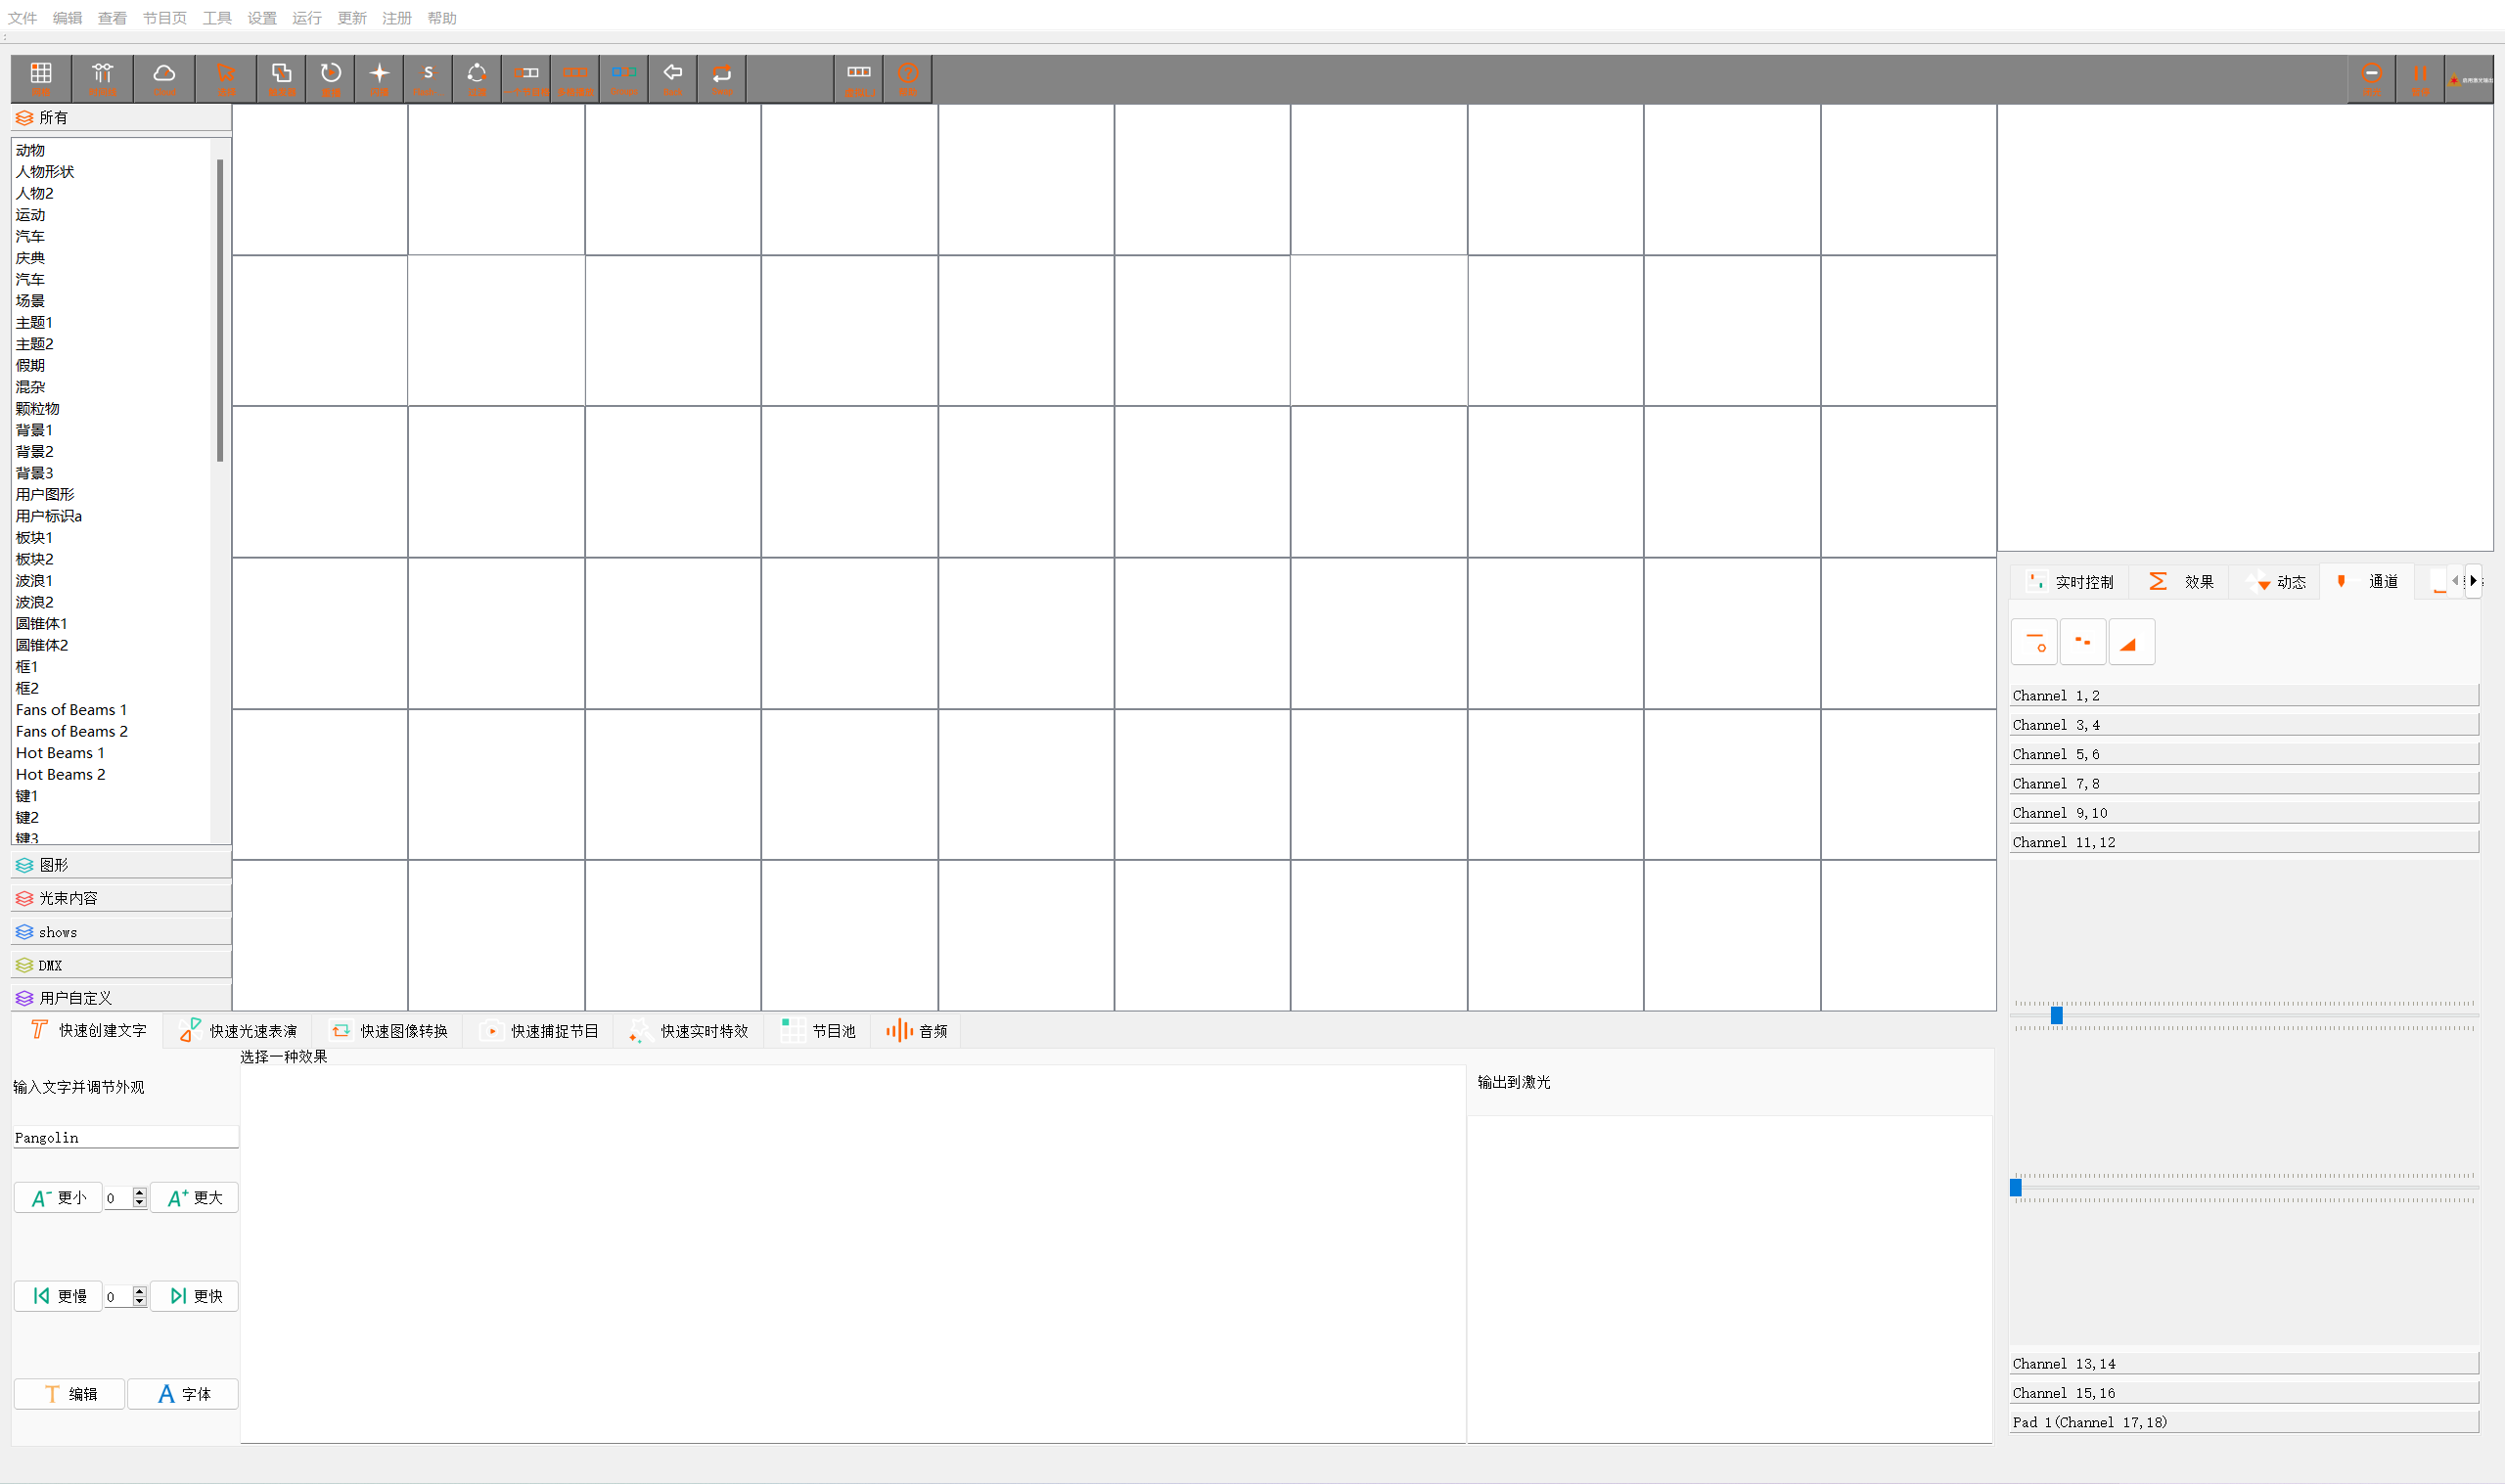 文件 编辑 查看 节目页 工具 设置 运行 更新 注册 帮助
所有
动物
人物形状
人物2
运动
汽车
庆典
汽车
场景
主题1
主题2
假期
混杂
颗粒物
背景1
背景2
背景3
用户图形
用户标识a
板块1
板块2
波浪1
波浪2
圆锥体1
圆锥体2
框1
框2
Fans of Beams 1
Fans of Beams 2
Hot Beams 1
Hot Beams 2
键1
键2
键3
图形
光束内容
shows
DMX
用户自定义
实时控制 效果 动态 通道
Channel 1,2
Channel 3,4
Channel 5,6
Channel 7,8
Channel 9,10
Channel 11,12
Channel 13,14
Channel 15,16
Pad 1(Channel 17,18)
快速创建文字 快速光速表演 快速图像转换 快速捕捉节目 快速实时特效 节目池 音频
选择一种效果
输入文字并调节外观
输出到激光
Pangolin
A- 更小 0 A+ 更大
更慢 0 更快
T 编辑 A 字体